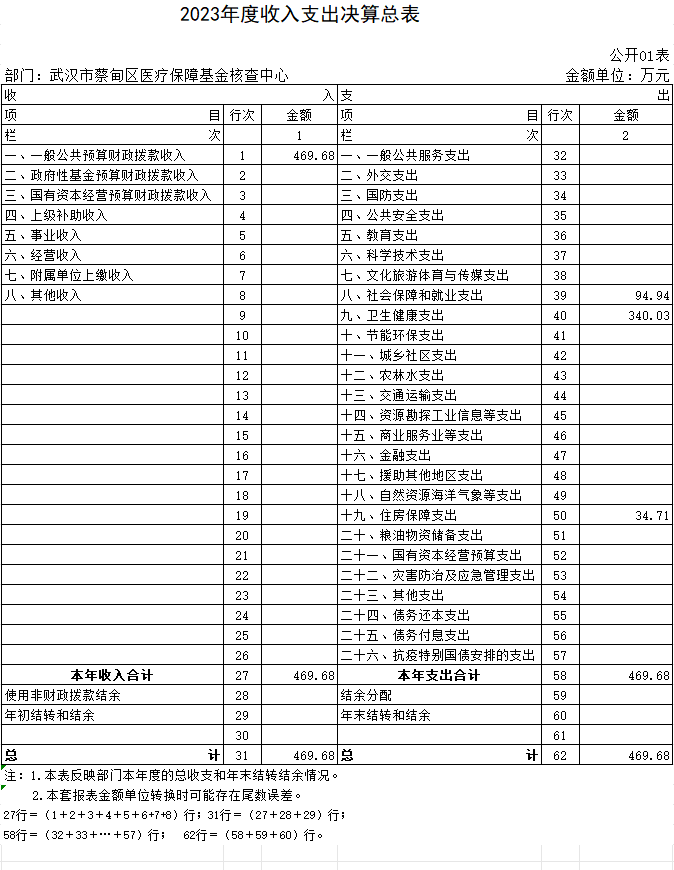 2023年度收入支出决算总表
公开01表
部门：武汉市蔡甸区医疗保障基金核查中心 金额单位：万元
收 入 支 出
项 目 行次 金额 项 目 行次 金额
栏 次 1 栏 次 2
一、一般公共预算财政拨款收入 1 469.68 一、一般公共服务支出 32
二、政府性基金预算财政拨款收入 2 二、外交支出 33
三、国有资本经营预算财政拨款收入 3 三、国防支出 34
四、上级补助收入 4 四、公共安全支出 35
五、事业收入 5 五、教育支出 36
六、经营收入 6 六、科学技术支出 37
七、附属单位上缴收入 7 七、文化旅游体育与传媒支出 38
八、其他收入 8 八、社会保障和就业支出 39 94.94
9 九、卫生健康支出 40 340.03
10 十、节能环保支出 41
11 十一、城乡社区支出 42
12 十二、农林水支出 43
13 十三、交通运输支出 44
14 十四、资源勘探工业信息等支出 45
15 十五、商业服务业等支出 46
16 十六、金融支出 47
17 十七、援助其他地区支出 48
18 十八、自然资源海洋气象等支出 49
19 十九、住房保障支出 50 34.71
20 二十、粮油物资储备支出 51
21 二十一、国有资本经营预算支出 52
22 二十二、灾害防治及应急管理支出 53
23 二十三、其他支出 54
24 二十四、债务还本支出 55
25 二十五、债务付息支出 56
26 二十六、抗疫特别国债安排的支出 57
本年收入合计 27 469.68 本年支出合计 58 469.68
使用非财政拨款结余 28 结余分配 59
年初结转和结余 29 年末结转和结余 60
30 61
总 计 31 469.68 总 计 62 469.68
注：1.本表反映部门本年度的总收支和年末结转结余情况。
2.本套报表金额单位转换时可能存在尾数误差。
27行＝（1＋2＋3＋4＋5＋6+7+8）行；31行＝（27＋28＋29）行；
58行＝（32＋33＋…＋57）行； 62行＝（58＋59＋60）行。